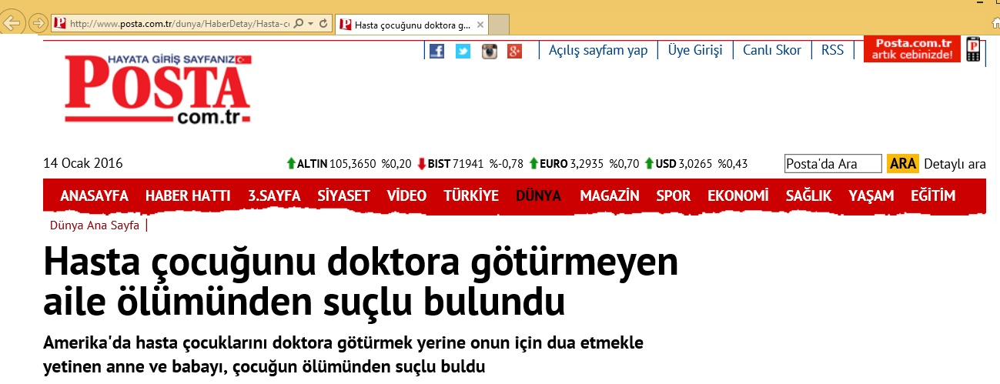 http://www.posta.com.tr/dunya/HaberDetay/Hasta-c
Hasta çocuğunu doktora g...
HAYATA GİRİŞ SAYFANIZ
POSTA
com.tr
Açılış sayfam yap
Üye Girişi
Canlı Skor
RSS
Posta.com.tr
artık cebinizde!
14 Ocak 2016
ALTIN 105,3650 %0,20 BIST 71941 %-0,78 EURO 3,2935 %0,70 USD 3,0265 %0,43
Posta'da Ara ARA Detaylı ara
ANASAYFA HABER HATTI 3.SAYFA SİYASET VİDEO TÜRKİYE DÜNYA MAGAZİN SPOR EKONOMİ SAĞLIK YAŞAM EĞİTİM
Dünya Ana Sayfa
Hasta çocuğunu doktora götürmeyen
aile ölümünden suçlu bulundu
Amerika'da hasta çocuklarını doktora götürmek yerine onun için dua etmekle
yetinen anne ve babayı, çocuğun ölümünden suçlu buldu